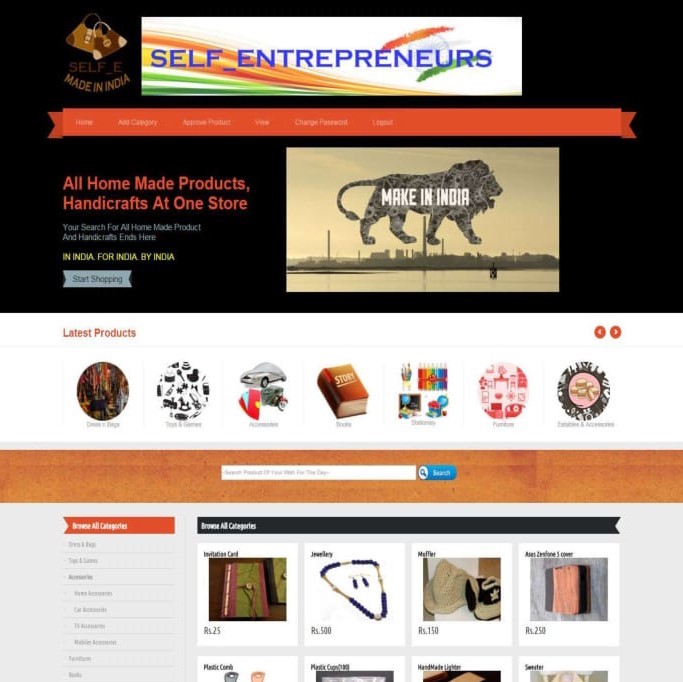 SELF_E
MADE IN INDIA
SELF_ENTREPRENEURS
Home
Add Category
Approve Product
View
Change Password
Logout
All Home Made Products,
Handicrafts At One Store
Your Search For All Home Made Product
And Handicrafts Ends Here
IN INDIA. FOR INDIA. BY INDIA
Start Shopping
MAKE IN INDIA
Latest Products
STORY
Dress n Bags
Toys & Games
Accessories
Books
Stationary
Furniture
Eatables & Accessories
Search Product Of Your Wish For The Day~
Search
Browse All Categories
Dress & Bags
Toys & Games
Accessories
Home Accessories
Car Accessories
TV Accessories
Mobiles Accessories
Furnitures
Books
Browse All Categories
Invitation Card
Jewellery
Muffler
Asus Zenfone 5 cover
Rs.25
Rs.500
Rs.150
Rs.250
Plastic Comb
Plastic Cups(100)
HandMade Lighter
Sweater